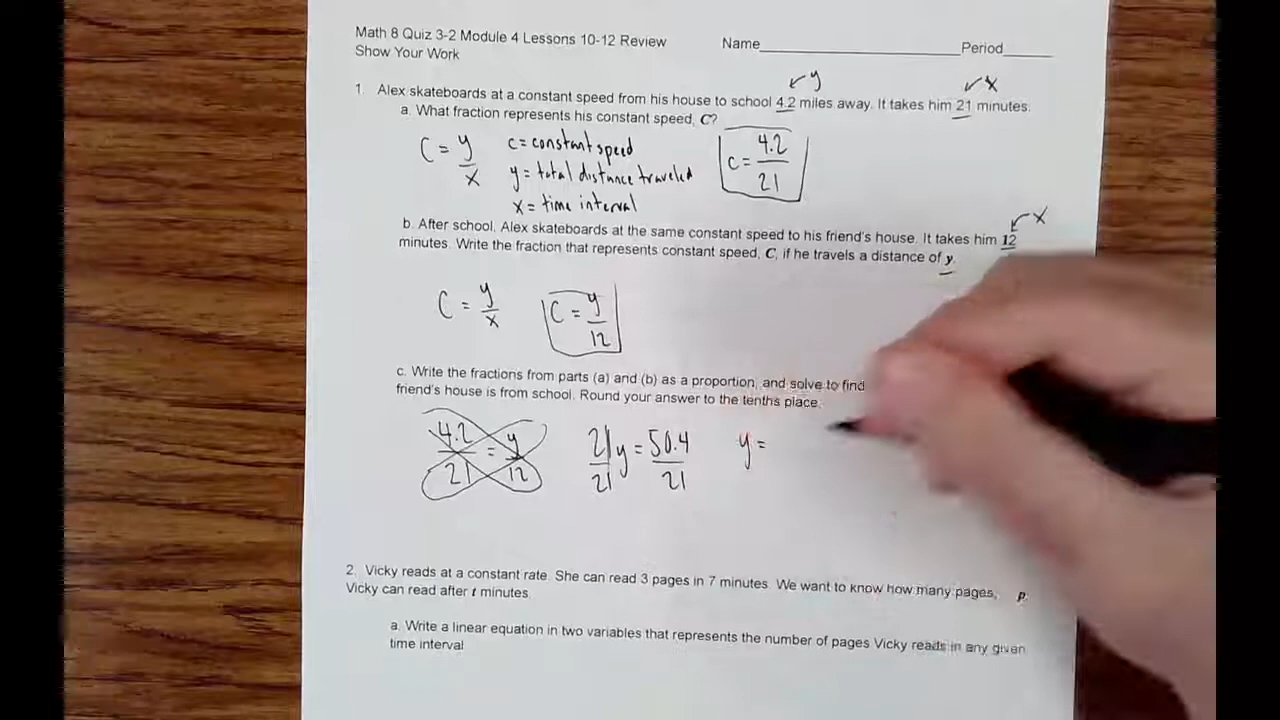 Math 8 Quiz 3-2 Module 4 Lessons 10-12 Review Name____________________ Period_____
Show Your Work
y x
1. Alex skateboards at a constant speed from his house to school 4.2 miles away. It takes him 21 minutes.
a. What fraction represents his constant speed, C?
C = y/x c = constant speed
y = total distance traveled
x = time interval
c = 4.2/21
x
b. After school, Alex skateboards at the same constant speed to his friend's house. It takes him 12
minutes. Write the fraction that represents constant speed, C, if he travels a distance of y.
C = y/x C = y/12
c. Write the fractions from parts (a) and (b) as a proportion, and solve to find
friend's house is from school. Round your answer to the tenths place.
4.2/21 = y/12 21/21 y = 50.4/21 y =
2. Vicky reads at a constant rate. She can read 3 pages in 7 minutes. We want to know how many pages, p,
Vicky can read after t minutes.
a. Write a linear equation in two variables that represents the number of pages Vicky reads in any given
time interval